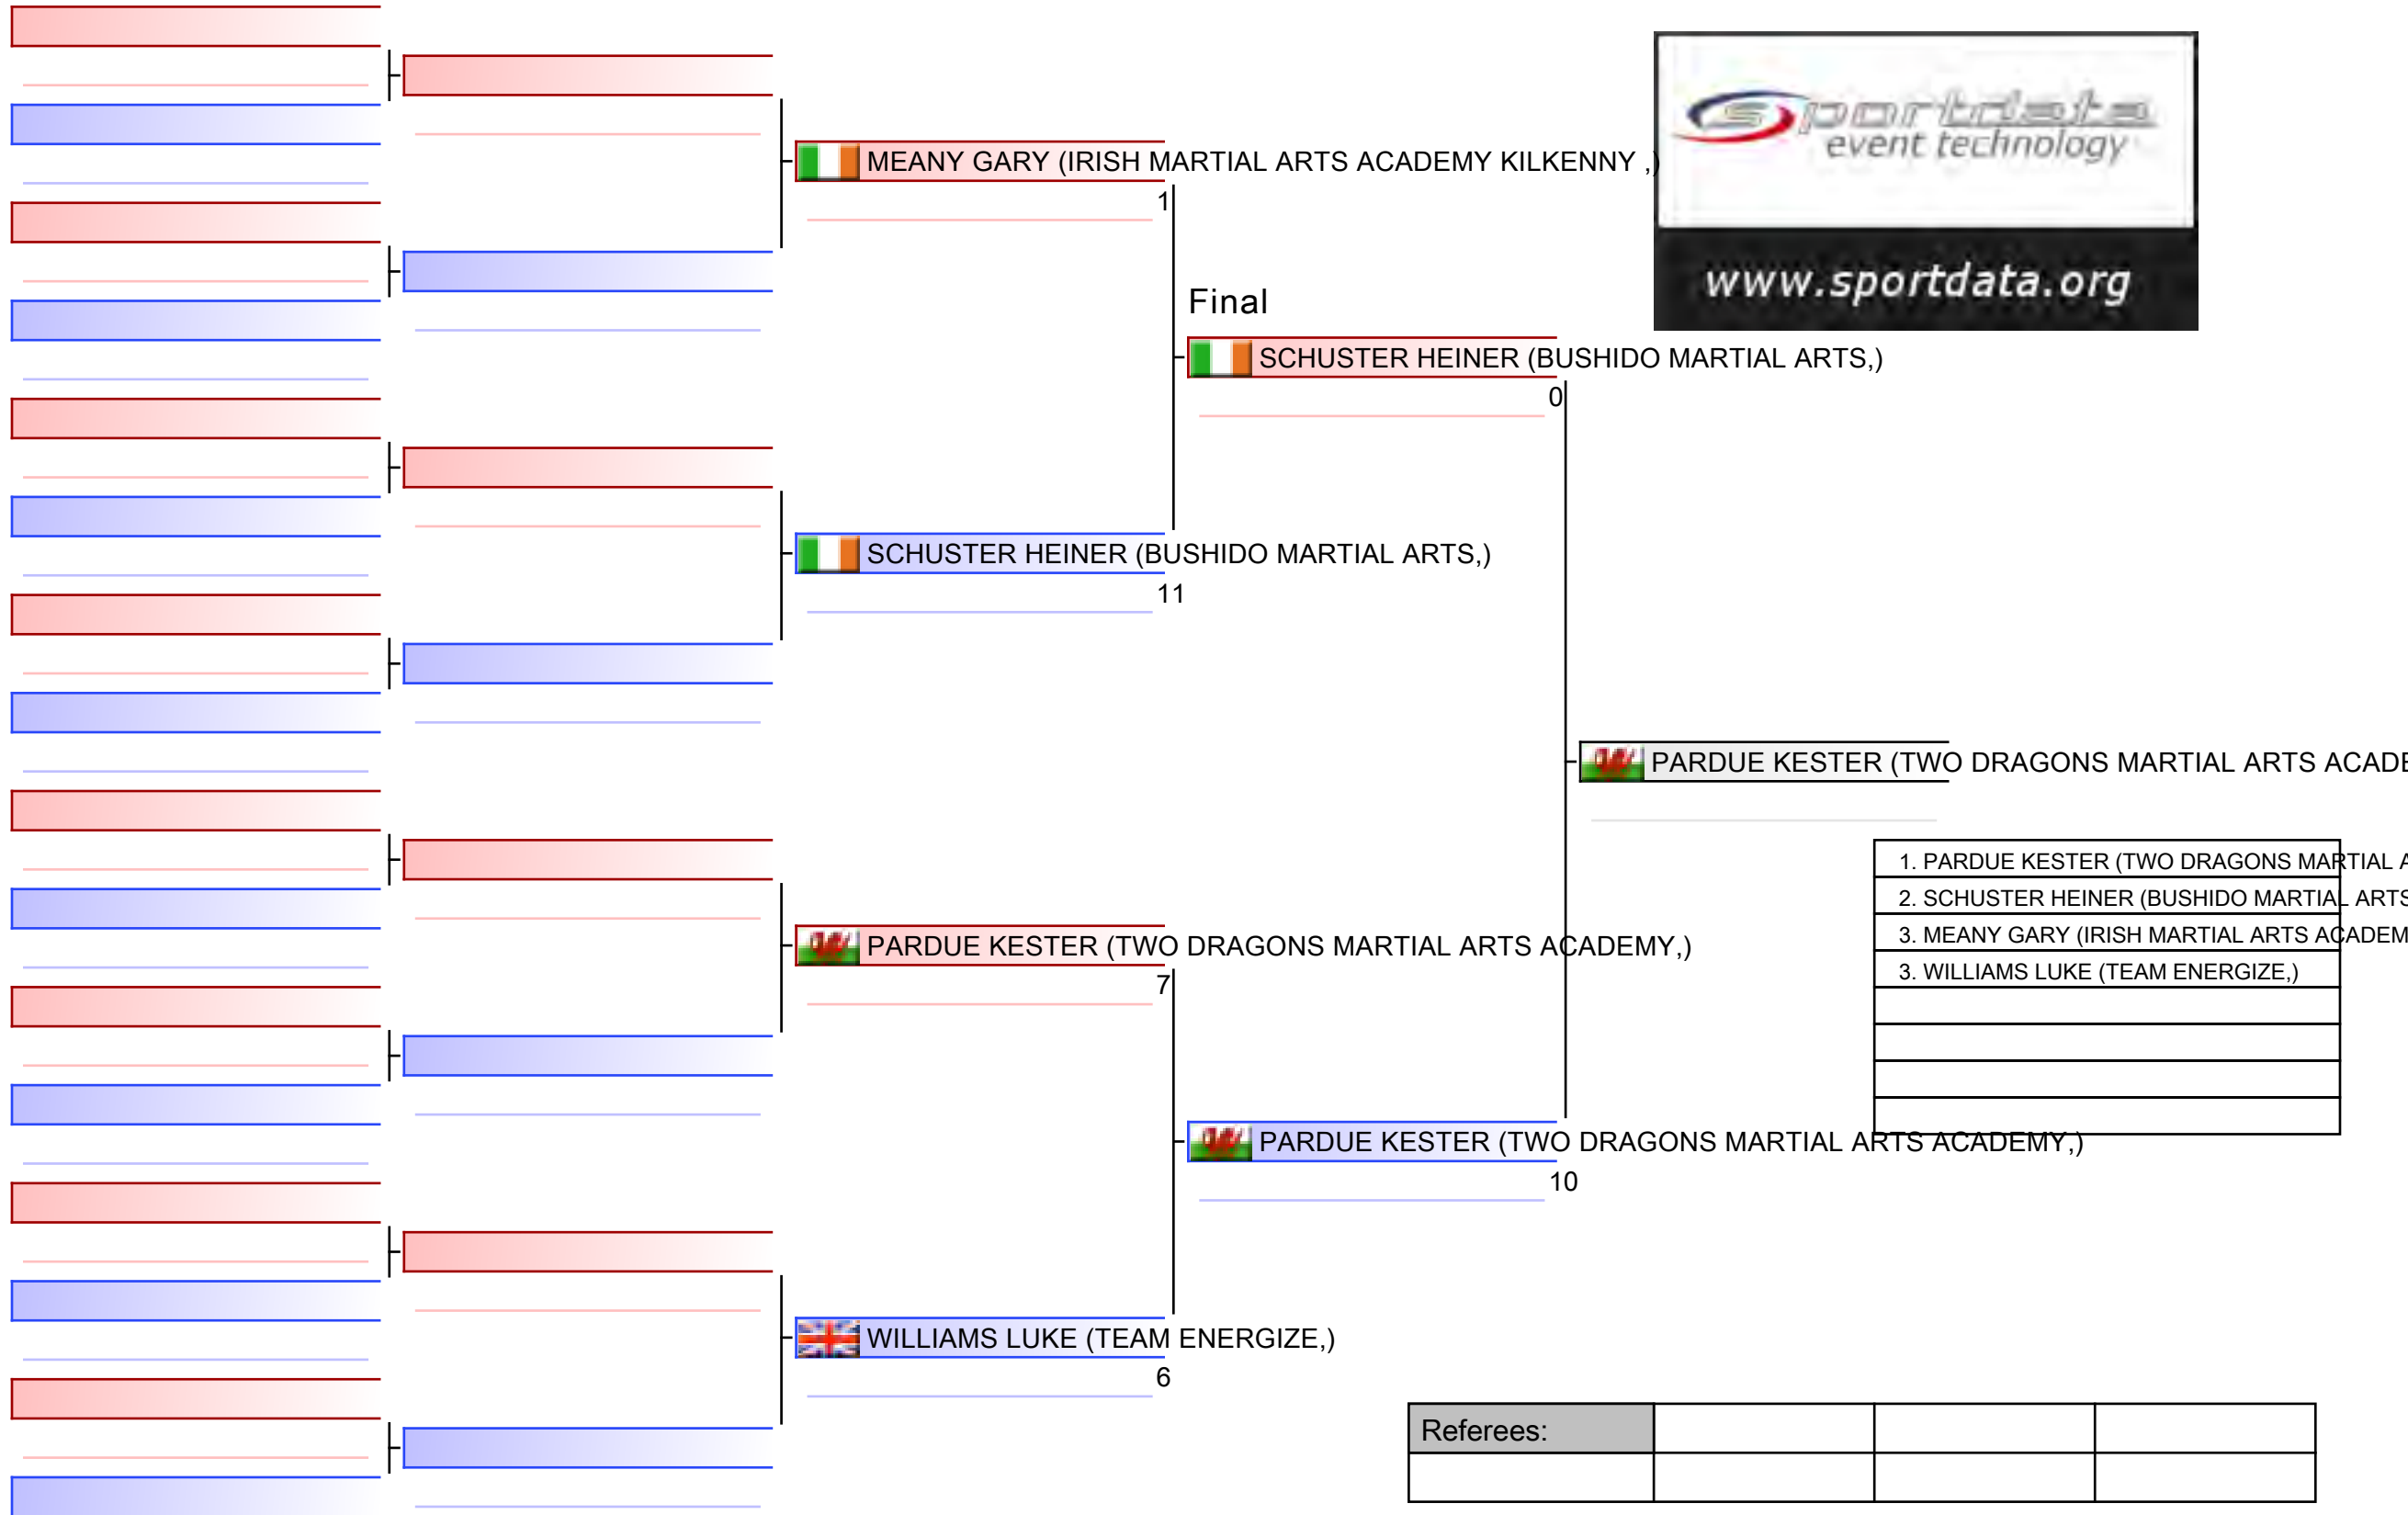 sportdata
event technology
www.sportdata.org
MEANY GARY (IRISH MARTIAL ARTS ACADEMY KILKENNY ,)
1
Final
SCHUSTER HEINER (BUSHIDO MARTIAL ARTS,)
0
SCHUSTER HEINER (BUSHIDO MARTIAL ARTS,)
11
PARDUE KESTER (TWO DRAGONS MARTIAL ARTS ACADE
1. PARDUE KESTER (TWO DRAGONS MARTIAL A
2. SCHUSTER HEINER (BUSHIDO MARTIAL ARTS
3. MEANY GARY (IRISH MARTIAL ARTS ACADEM
3. WILLIAMS LUKE (TEAM ENERGIZE,)
PARDUE KESTER (TWO DRAGONS MARTIAL ARTS ACADEMY,)
7
PARDUE KESTER (TWO DRAGONS MARTIAL ARTS ACADEMY,)
10
WILLIAMS LUKE (TEAM ENERGIZE,)
6
Referees: